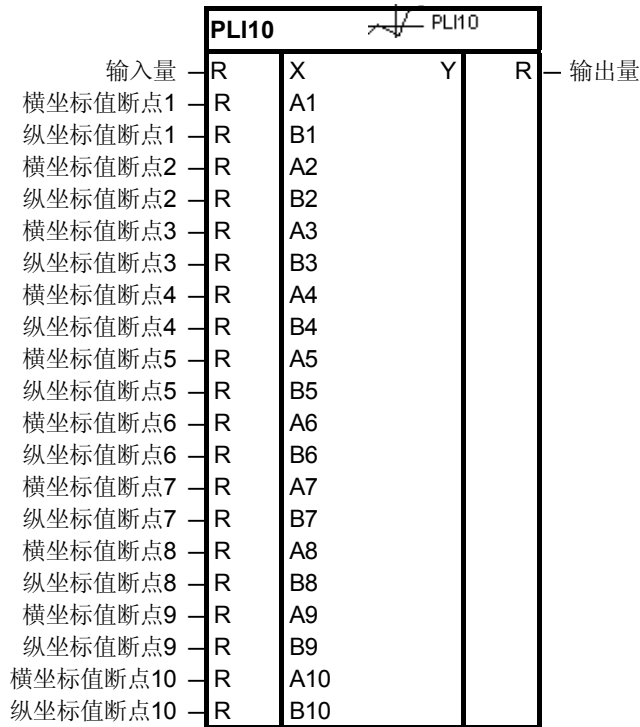 PLI10 PLI10
输入量 R X Y R 输出量
横坐标值断点1 R A1
纵坐标值断点1 R B1
横坐标值断点2 R A2
纵坐标值断点2 R B2
横坐标值断点3 R A3
纵坐标值断点3 R B3
横坐标值断点4 R A4
纵坐标值断点4 R B4
横坐标值断点5 R A5
纵坐标值断点5 R B5
横坐标值断点6 R A6
纵坐标值断点6 R B6
横坐标值断点7 R A7
纵坐标值断点7 R B7
横坐标值断点8 R A8
纵坐标值断点8 R B8
横坐标值断点9 R A9
纵坐标值断点9 R B9
横坐标值断点10 R A10
纵坐标值断点10 R B10